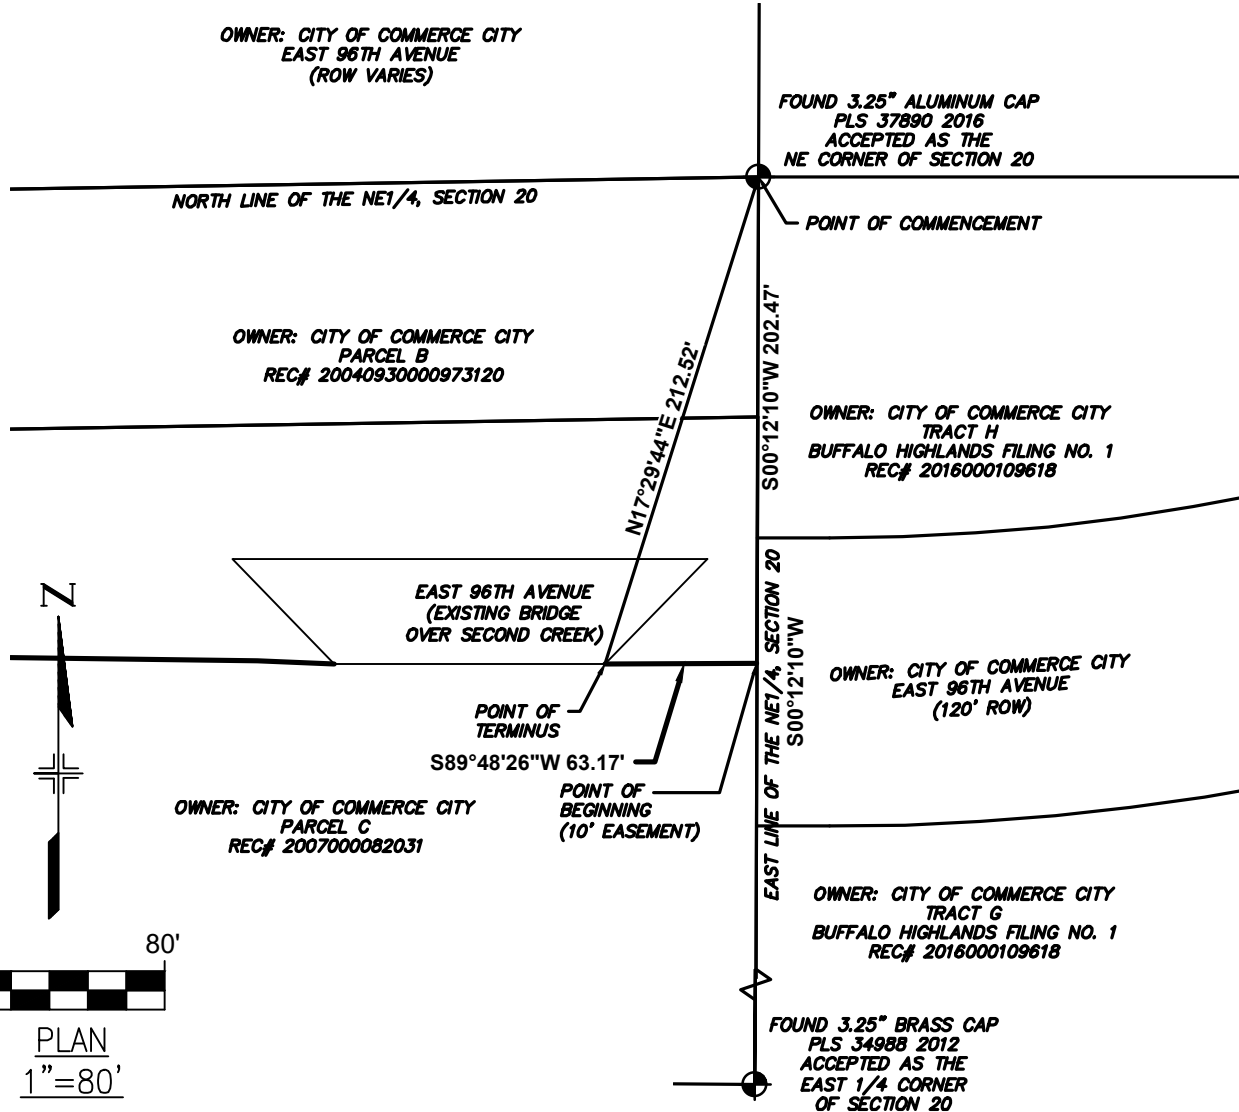 OWNER: CITY OF COMMERCE CITY
EAST 96TH AVENUE
(ROW VARIES)
FOUND 3.25" ALUMINUM CAP
PLS 37890 2016
ACCEPTED AS THE
NE CORNER OF SECTION 20
NORTH LINE OF THE NE1/4, SECTION 20
POINT OF COMMENCEMENT
S00°12'10"W 202.47'
OWNER: CITY OF COMMERCE CITY
PARCEL B
REC# 20040930000973120
N17°29'44"E 212.52'
OWNER: CITY OF COMMERCE CITY
TRACT H
BUFFALO HIGHLANDS FILING NO. 1
REC# 2016000109618
N
EAST 96TH AVENUE
(EXISTING BRIDGE
OVER SECOND CREEK)
EAST LINE OF THE NE1/4, SECTION 20
S00°12'10"W
OWNER: CITY OF COMMERCE CITY
EAST 96TH AVENUE
(120' ROW)
POINT OF
TERMINUS
S89°48'26"W 63.17'
POINT OF
BEGINNING
(10' EASEMENT)
OWNER: CITY OF COMMERCE CITY
PARCEL C
REC# 2007000082031
OWNER: CITY OF COMMERCE CITY
TRACT G
BUFFALO HIGHLANDS FILING NO. 1
REC# 2016000109618
80'
PLAN
1"=80'
FOUND 3.25" BRASS CAP
PLS 34988 2012
ACCEPTED AS THE
EAST 1/4 CORNER
OF SECTION 20